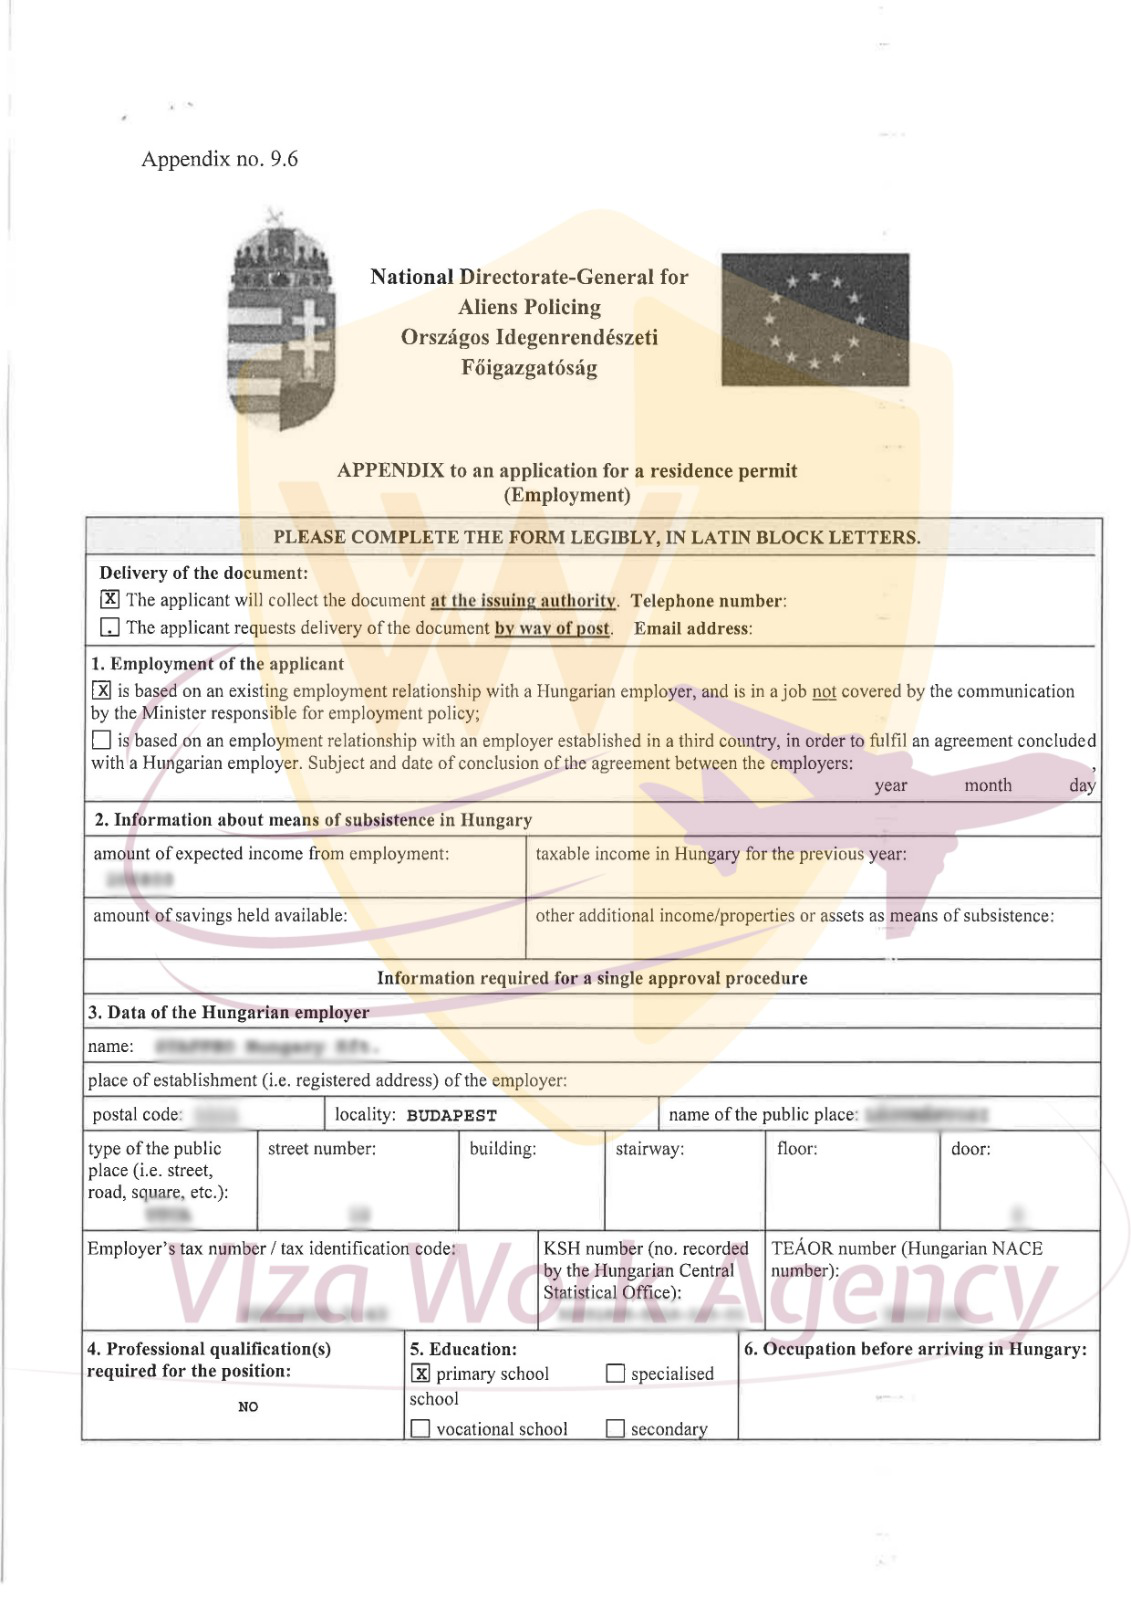 Appendix no. 9.6
National Directorate-General for
Aliens Policing
Országos Idegenrendészeti
Főigazgatóság
APPENDIX to an application for a residence permit
(Employment)
PLEASE COMPLETE THE FORM LEGIBLY, IN LATIN BLOCK LETTERS.
Delivery of the document:
X The applicant will collect the document at the issuing authority. Telephone number:
The applicant requests delivery of the document by way of post. Email address:
1. Employment of the applicant
X is based on an existing employment relationship with a Hungarian employer, and is in a job not covered by the communication
by the Minister responsible for employment policy;
is based on an employment relationship with an employer established in a third country, in order to fulfil an agreement concluded
with a Hungarian employer. Subject and date of conclusion of the agreement between the employers: ,
year month day
2. Information about means of subsistence in Hungary
amount of expected income from employment:
taxable income in Hungary for the previous year:
amount of savings held available:
other additional income/properties or assets as means of subsistence:
Information required for a single approval procedure
3. Data of the Hungarian employer
name:
place of establishment (i.e. registered address) of the employer:
postal code: locality: BUDAPEST name of the public place:
type of the public
place (i.e. street,
road, square, etc.):
street number:
building:
stairway:
floor:
door:
Employer's tax number / tax identification code:
KSH number (no. recorded
by the Hungarian Central
Statistical Office):
TEÁOR number (Hungarian NACE
number):
Viza Work Agency
4. Professional qualification(s)
required for the position:
NO
5. Education:
X primary school specialised
school
vocational school secondary
6. Occupation before arriving in Hungary: